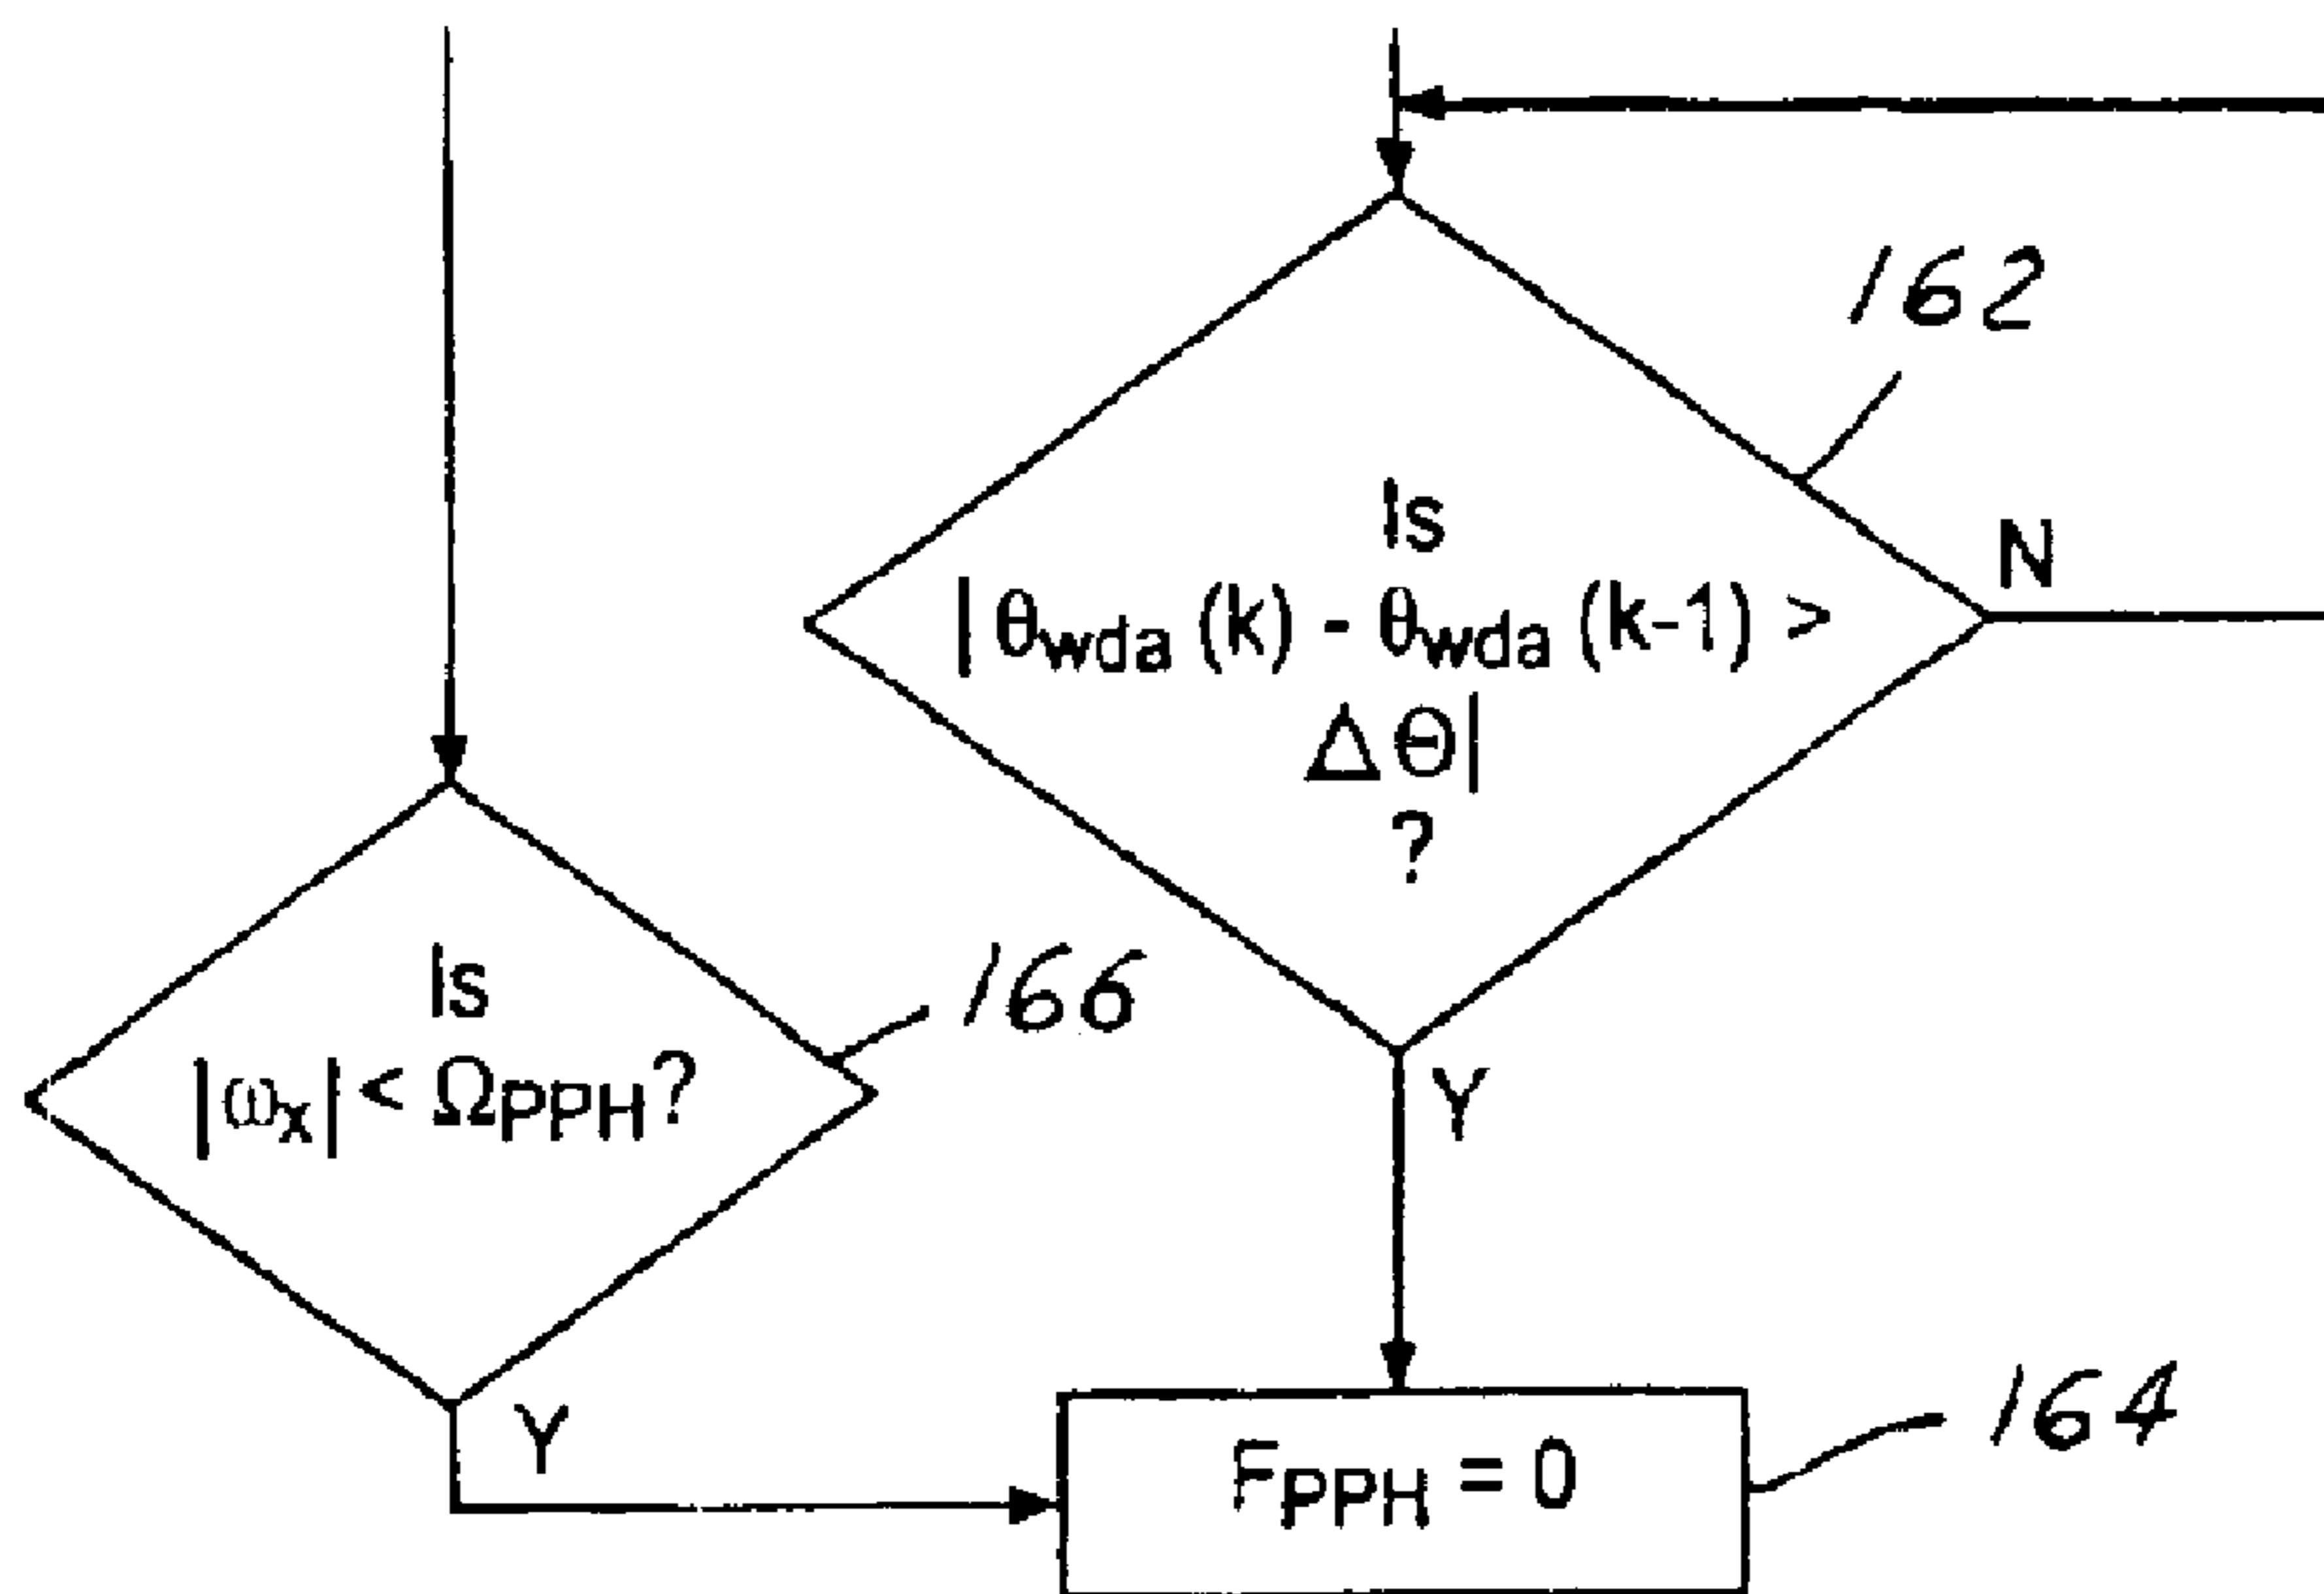 162
Is
|θwda (k) - θwda (k-1) >
ΔΘ|
?
N
Y
Is
|ωx| < ΩPPH?
166
Y
FPPH = 0
164